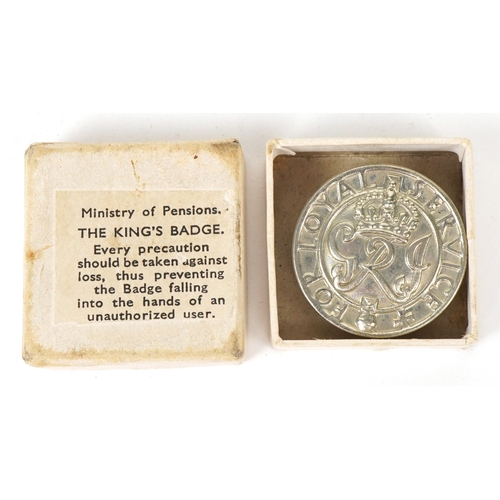 Ministry of Pensions.
THE KING'S BADGE.
Every precaution
should be taken against
loss, thus preventing
the Badge falling
into the hands of an
unauthorized user.
FOR LOYAL SERVICE
GRI